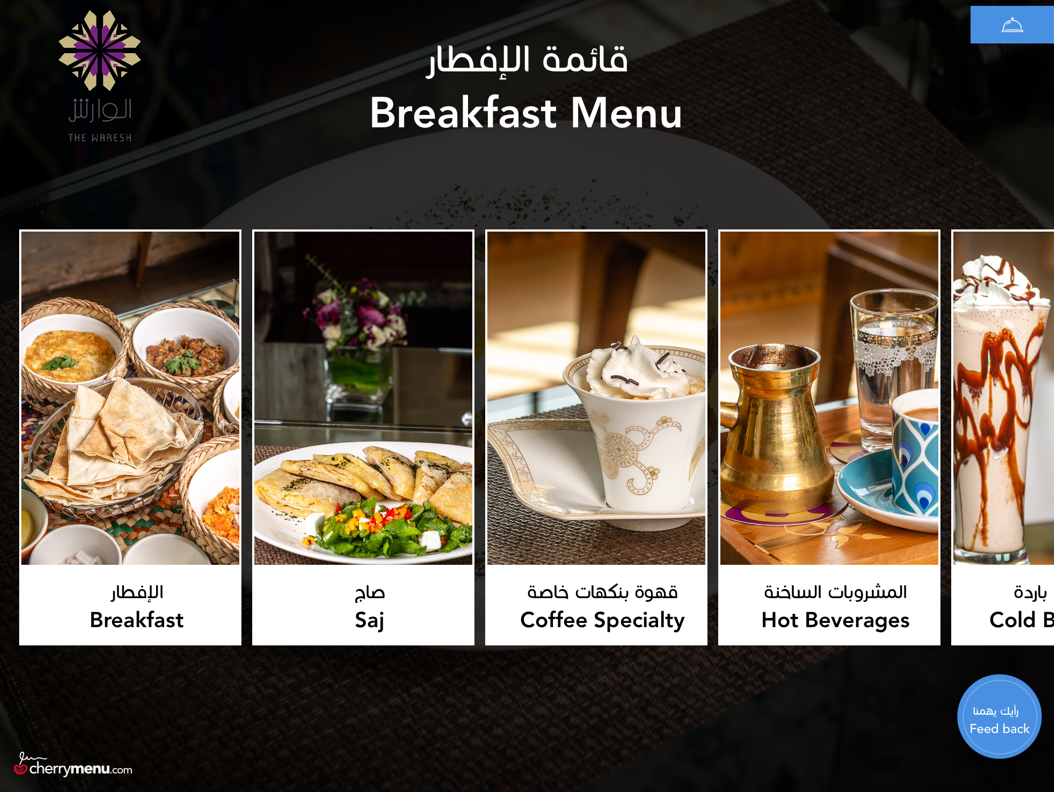 الوارش
THE WARESH
قائمة الإفطار
Breakfast Menu
الإفطار
Breakfast
صاج
Saj
قهوة بنكهات خاصة
Coffee Specialty
المشروبات الساخنة
Hot Beverages
باردة
Cold B
رأيك يهمنا
Feed back
cherrymenu.com